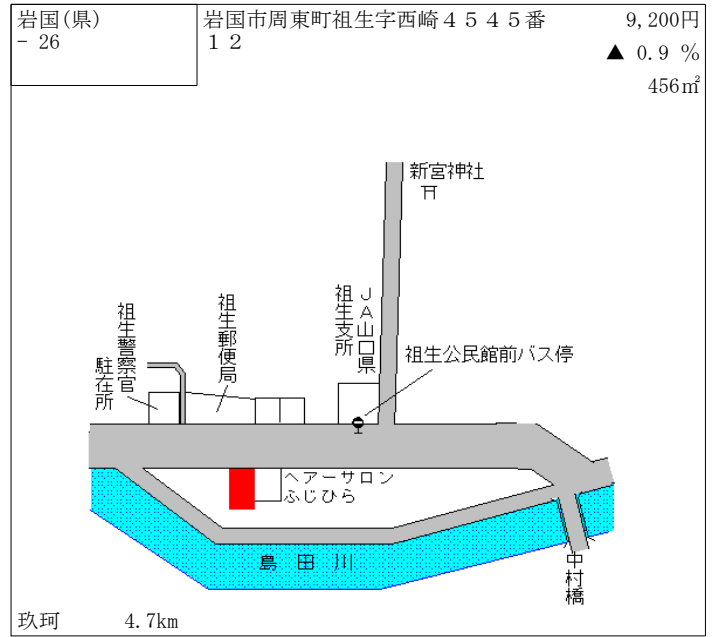 岩国(県)
- 26
岩国市周東町祖生字西崎４５４５番
１２
9,200円
▲ 0.9 %
456㎡
新宮神社
祖生警察官
駐在所
祖生郵便局
ＪＡ山口県
祖生支所
祖生公民館前バス停
ヘアーサロン
ふじひら
島田川
中村橋
玖珂 4.7km